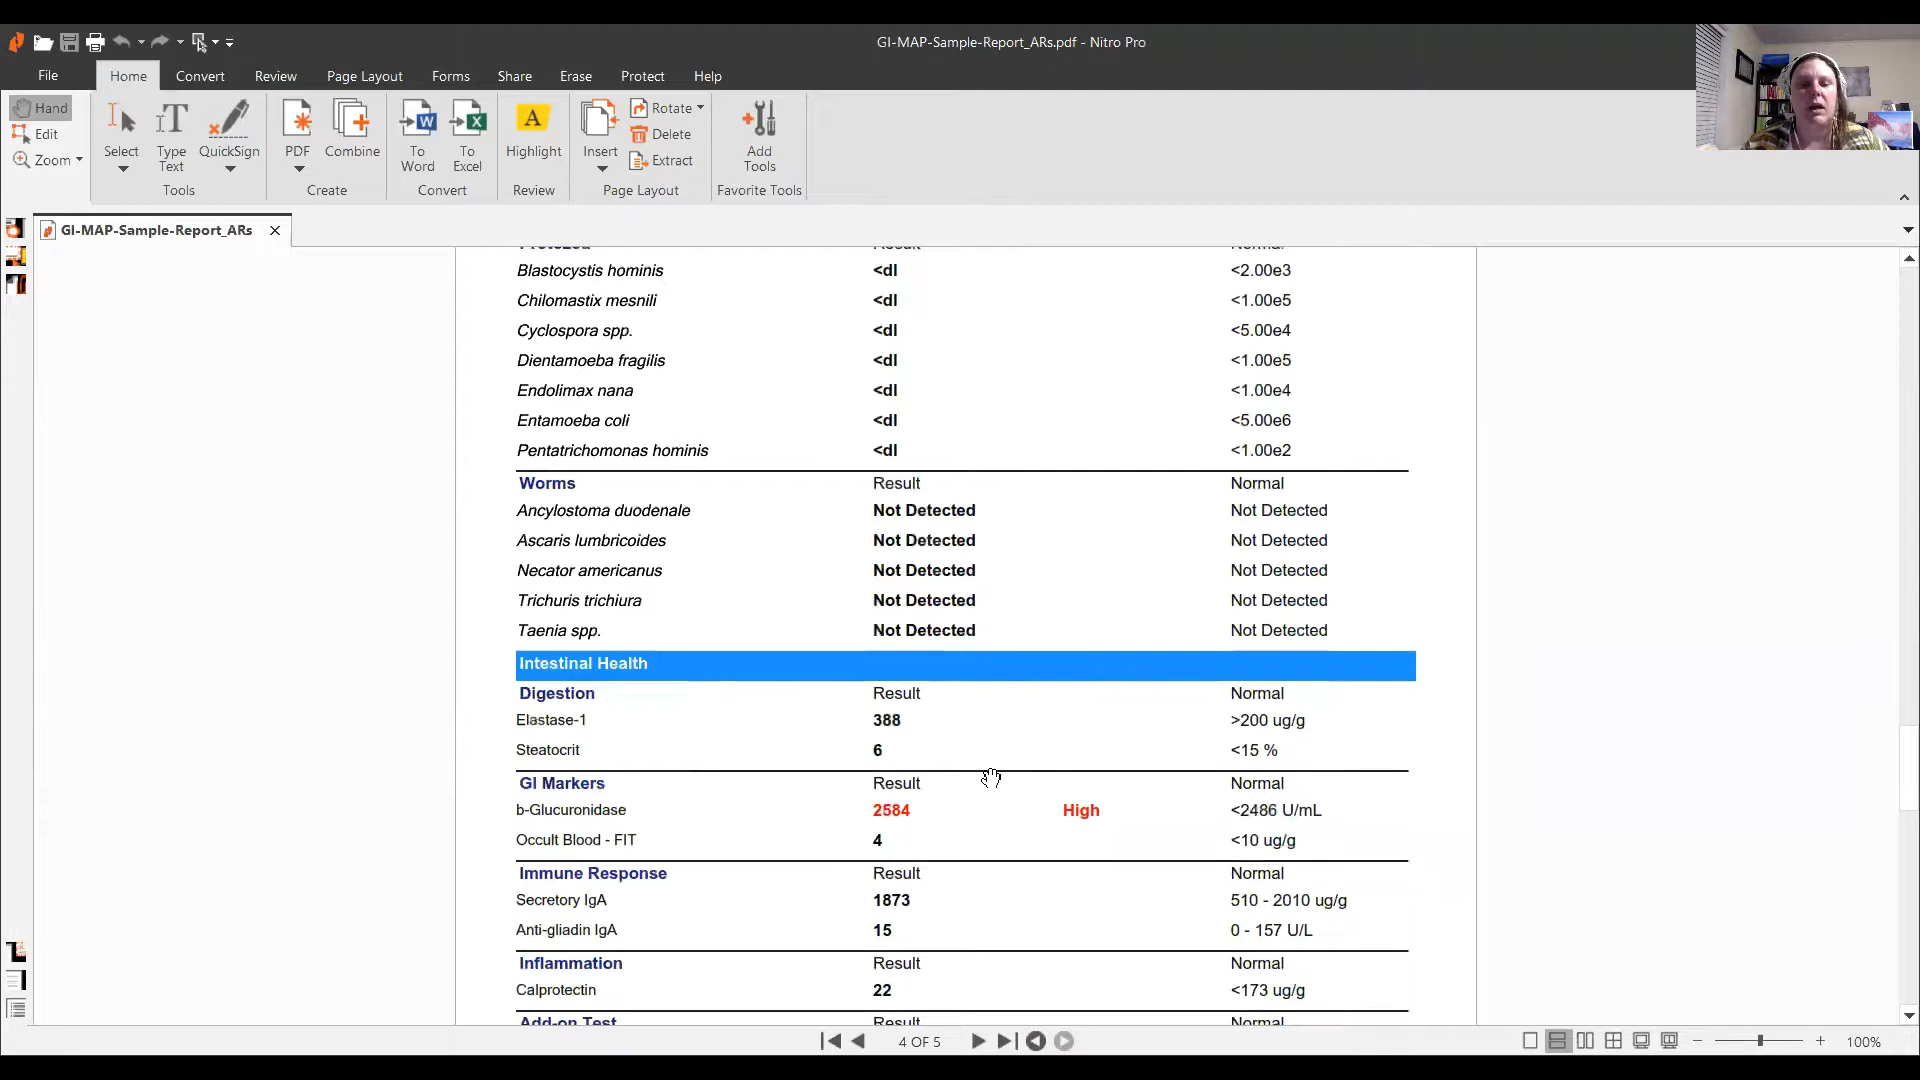 GI-MAP-Sample-Report_ARs.pdf - Nitro Pro
File Home Convert Review Page Layout Forms Share Erase Protect Help
Hand
Edit
Zoom
Select
Type Text
QuickSign
Tools
PDF
Combine
Create
To Word
To Excel
Convert
Highlight
Review
Insert
Rotate
Delete
Extract
Page Layout
Add Tools
Favorite Tools
GI-MAP-Sample-Report_ARs
Protozoa Result Normal
Blastocystis hominis <dl <2.00e3
Chilomastix mesnili <dl <1.00e5
Cyclospora spp. <dl <5.00e4
Dientamoeba fragilis <dl <1.00e5
Endolimax nana <dl <1.00e4
Entamoeba coli <dl <5.00e6
Pentatrichomonas hominis <dl <1.00e2
Worms Result Normal
Ancylostoma duodenale Not Detected Not Detected
Ascaris lumbricoides Not Detected Not Detected
Necator americanus Not Detected Not Detected
Trichuris trichiura Not Detected Not Detected
Taenia spp. Not Detected Not Detected
Intestinal Health
Digestion Result Normal
Elastase-1 388 >200 ug/g
Steatocrit 6 <15 %
GI Markers Result Normal
b-Glucuronidase 2584 High <2486 U/mL
Occult Blood - FIT 4 <10 ug/g
Immune Response Result Normal
Secretory IgA 1873 510 - 2010 ug/g
Anti-gliadin IgA 15 0 - 157 U/L
Inflammation Result Normal
Calprotectin 22 <173 ug/g
Add-on Test Result Normal
4 OF 5
100%